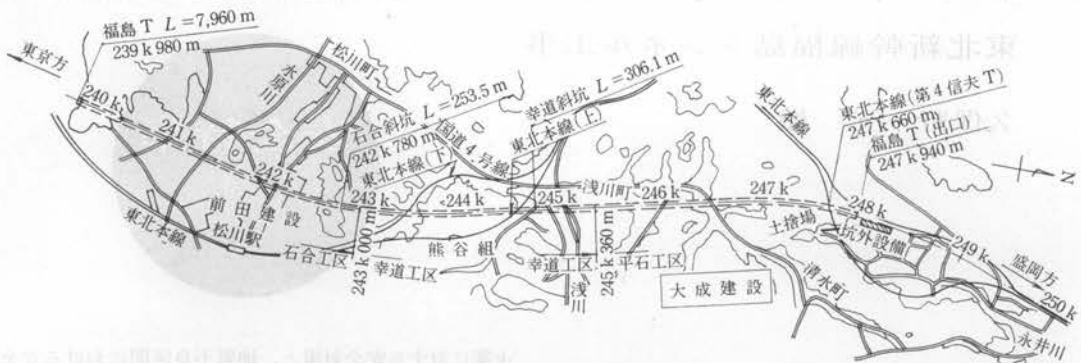 福島 T L=7,960 m
239 k 980 m
東京方
240 k
241 k
242 k
水原川
松川町
石合斜坑 L=253.5 m
242 k 780 m
東北本線(下)
国道4号線
幸道斜坑 L=306.1 m
東北本線(上)
243 k
244 k
245 k
浅川町
246 k
247 k
東北本線
東北本線(第4信夫T)
247 k 660 m
福島 T (出口)
247 k 940 m
N
248 k
土捨場
坑外設備
249 k
盛岡方
250 k
東北本線
前田建設
松川駅
石合工区
243 k 000 m
幸道工区
熊谷組
幸道工区
浅川
245 k 360 m
平石工区
大成建設
清水町
永井川